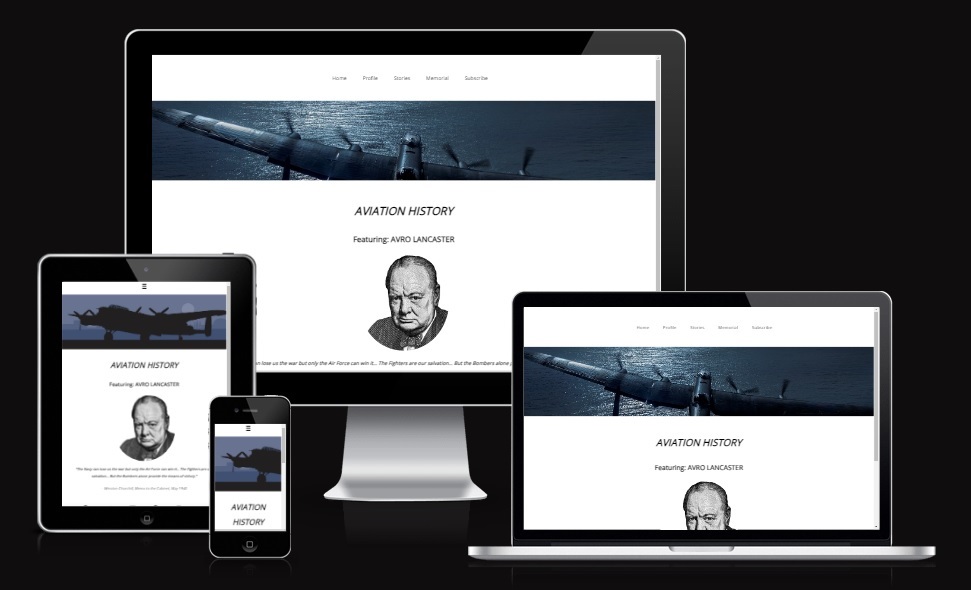 Home Profile Stories Memorial Subscribe
AVIATION HISTORY
Featuring: AVRO LANCASTER
lose us the war but only the Air Force can win it... The Fighters are our salvation... But the Bombers alone
AVIATION HISTORY
Featuring: AVRO LANCASTER
"The Navy can lose us the war but only the Air Force can win it... The Fighters are
salvation... But the Bombers alone provide the means of victory."
Winston Churchill, Memo to the Cabinet, May 1940
AVIATION
HISTORY
Home Profile Stories Memorial Subscribe
AVIATION HISTORY
Featuring: AVRO LANCASTER